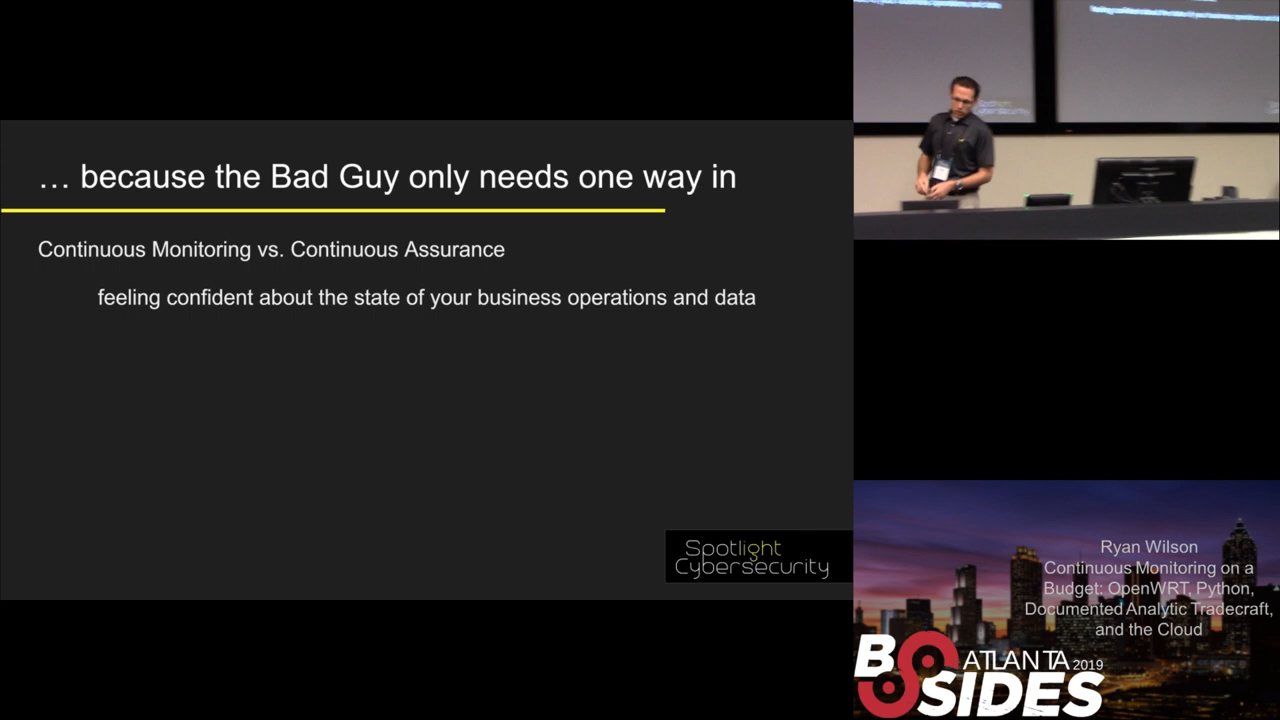 … because the Bad Guy only needs one way in
Continuous Monitoring vs. Continuous Assurance
feeling confident about the state of your business operations and data
Spotlight
Cybersecurity
Ryan Wilson
Continuous Monitoring on a
Budget: OpenWRT, Python,
Documented Analytic Tradecraft,
and the Cloud
BSIDES ATLANTA 2019